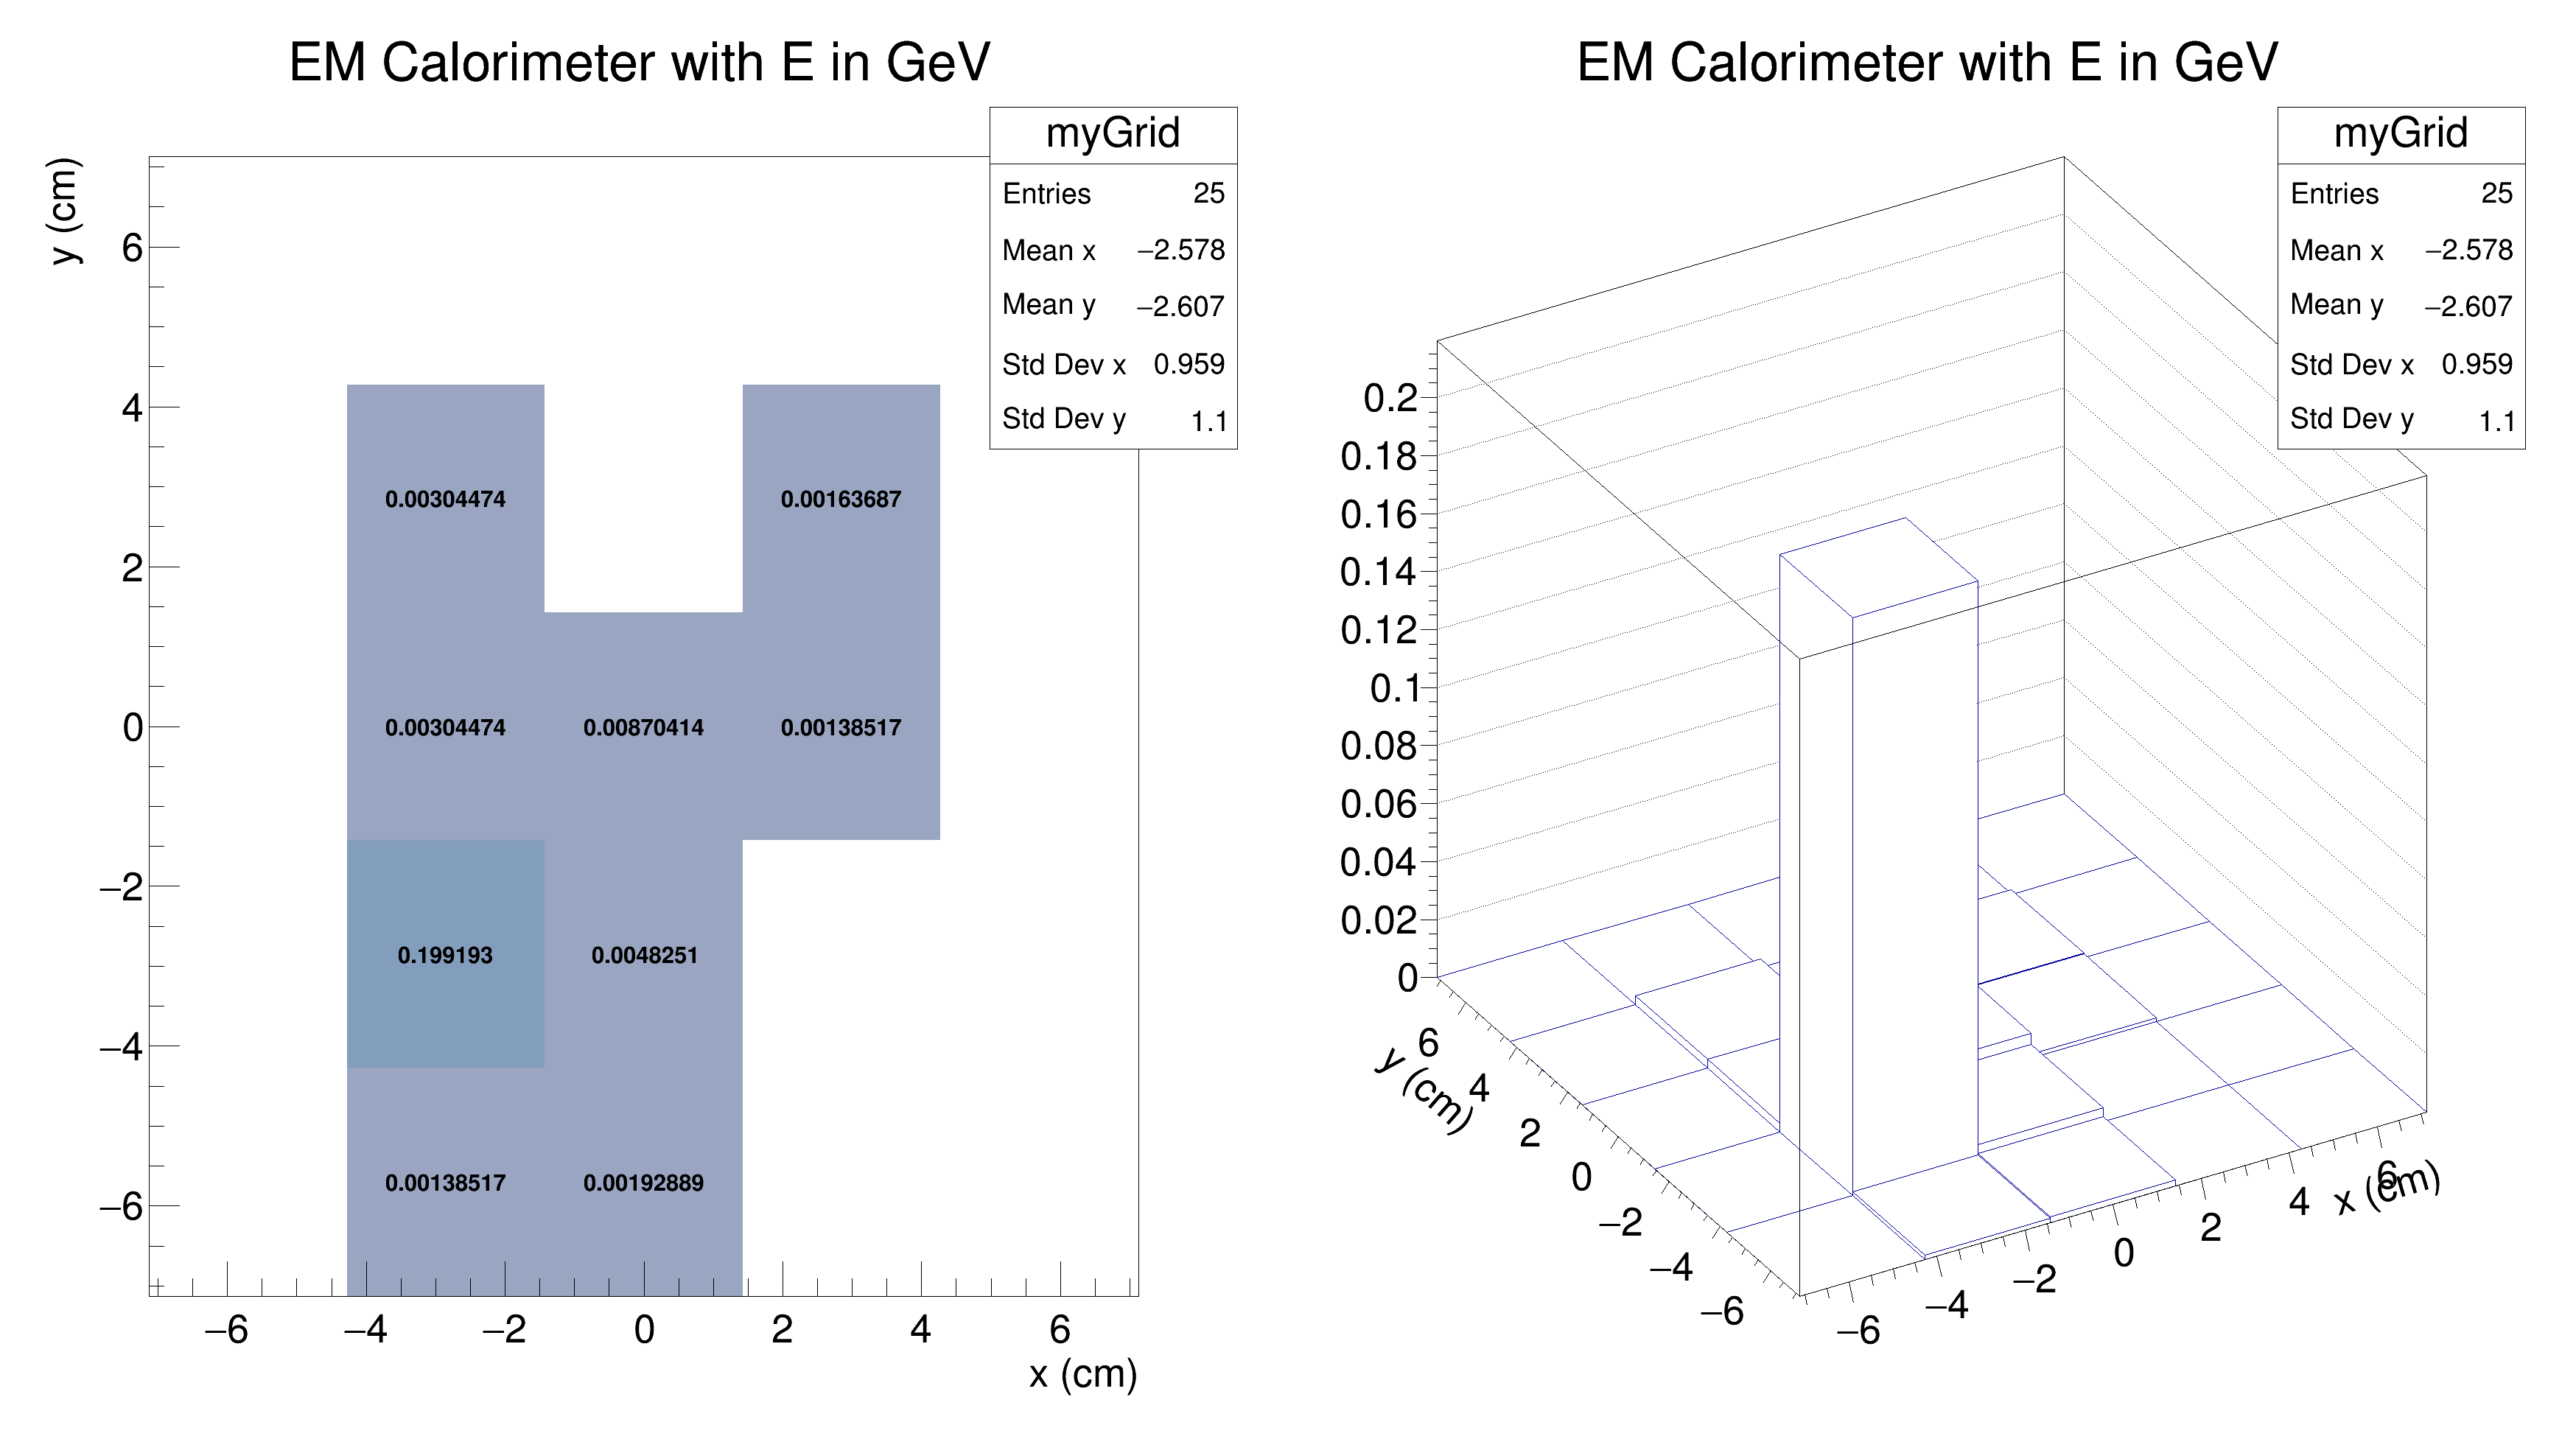 EM Calorimeter with E in GeV
myGrid
Entries 25
Mean x −2.578
Mean y −2.607
Std Dev x 0.959
Std Dev y 1.1
y (cm)
6
4
2
0
−2
−4
−6
0.00304474 0.00163687
0.00304474 0.00870414 0.00138517
0.199193 0.0048251
0.00138517 0.00192889
−6 −4 −2 0 2 4 6
x (cm)
EM Calorimeter with E in GeV
myGrid
Entries 25
Mean x −2.578
Mean y −2.607
Std Dev x 0.959
Std Dev y 1.1
0.2
0.18
0.16
0.14
0.12
0.1
0.08
0.06
0.04
0.02
0
6
4
2
0
−2
−4
−6
y (cm)
−6
−4
−2
0
2
4
6
x (cm)